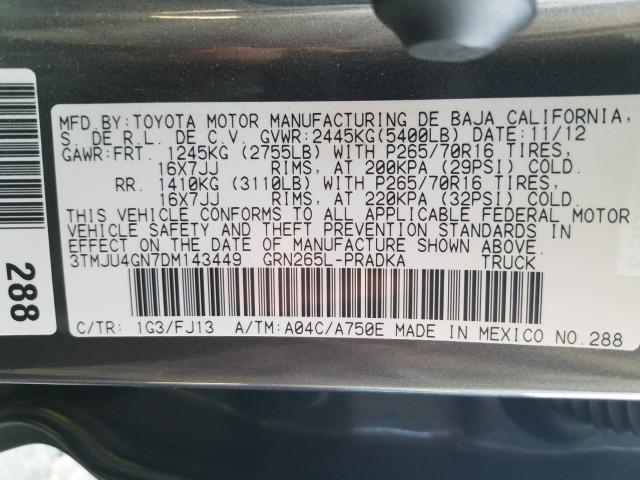 MFD.BY:TOYOTA MOTOR MANUFACTURING DE BAJA CALIFORNIA,
S. DE R.L. DE C.V. GVWR:2445KG(5400LB) DATE:11/12
GAWR:FRT. 1245KG (2755LB) WITH P265/70R16 TIRES,
16X7JJ RIMS, AT 200KPA (29PSI) COLD.
RR. 1410KG (3110LB) WITH P265/70R16 TIRES,
16X7JJ RIMS, AT 220KPA (32PSI) COLD.
THIS VEHICLE CONFORMS TO ALL APPLICABLE FEDERAL MOTOR
VEHICLE SAFETY AND THEFT PREVENTION STANDARDS IN
EFFECT ON THE DATE OF MANUFACTURE SHOWN ABOVE.
3TMJU4GN7DM143449 GRN265L-PRADKA TRUCK
C/TR: 1G3/FJ13 A/TM:A04C/A750E MADE IN MEXICO NO.288
288